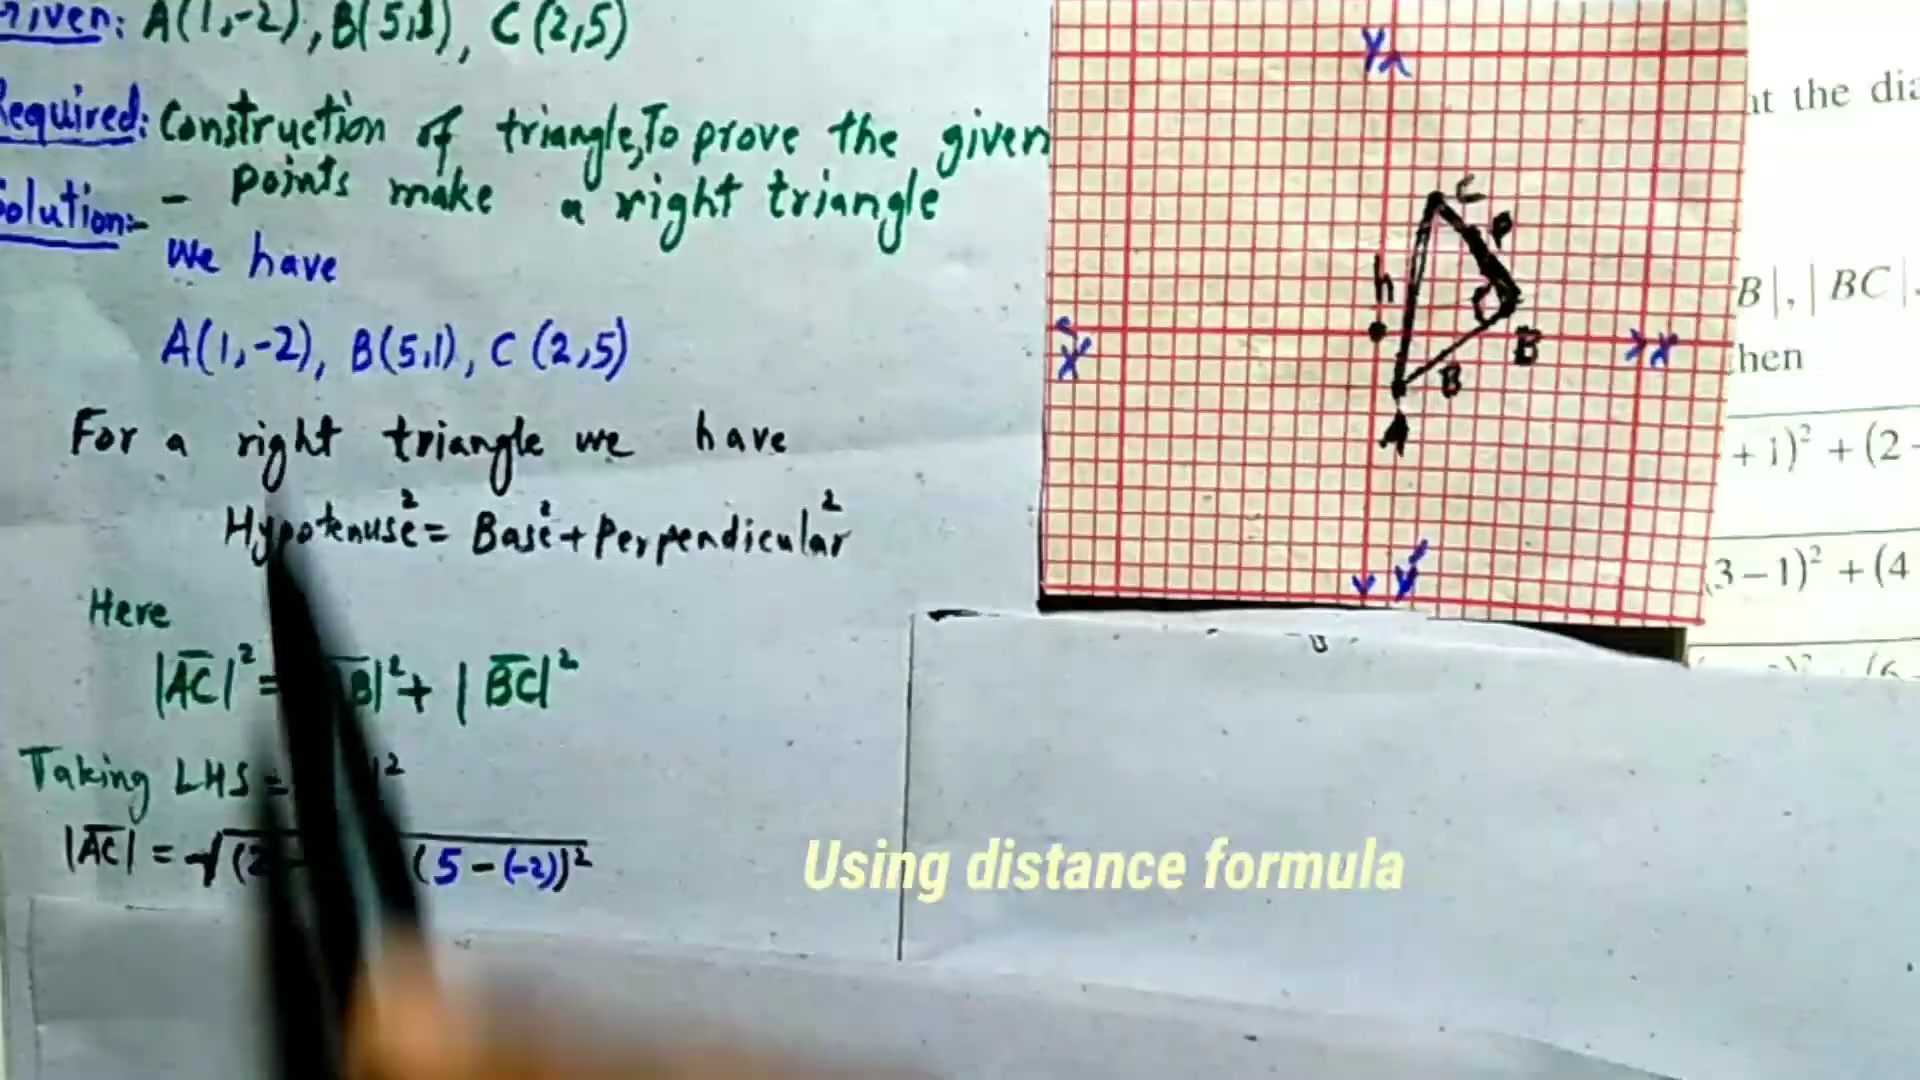 Given: A(1,-2), B(5,1), C(2,5)
Required: Construction of triangle, To prove the given
- points make a right triangle
Solution:-
We have
A(1,-2), B(5,1), C(2,5)
For a right triangle we have
Hypotenuse² = Base² + Perpendicular²
Here
|AC|² = B|² + |BC|²
Taking LHS = |²
|AC| = √(2 (5-(-2))²
Using distance formula
Y
C
P
h
B
X'
X
B
A
Y'
at the dia
B|, |BC|
hen
+1)² + (2-
3-1)² + (4
(6-